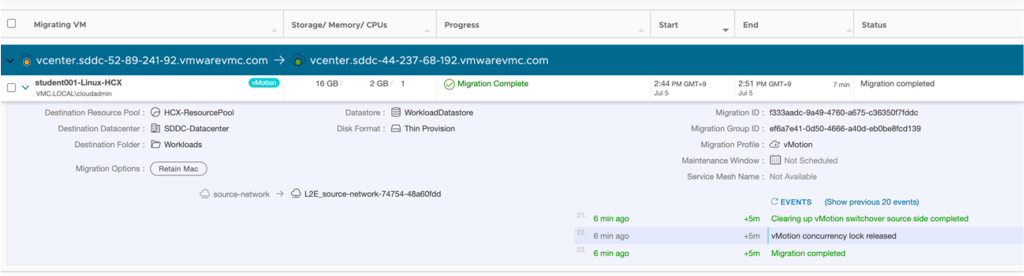 Migrating VM Storage/ Memory/ CPUs Progress Start End Status
vcenter.sddc-52-89-241-92.vmwarevmc.com → vcenter.sddc-44-237-68-192.vmwarevmc.com
student001-Linux-HCX vMotion 16 GB / 2 GB / 1 Migration Complete 2:44 PM GMT+9 2:51 PM GMT+9 7 min Migration completed
VMC.LOCAL\cloudadmin Jul 5 Jul 5
Destination Resource Pool : HCX-ResourcePool Datastore : WorkloadDatastore Migration ID : f333aadc-9a49-4760-a675-c36350f7fddc
Destination Datacenter : SDDC-Datacenter Disk Format : Thin Provision Migration Group ID : ef6a7e41-0d50-4666-a40d-eb0be8fcd139
Destination Folder : Workloads Migration Profile : vMotion
Migration Options : Retain Mac Maintenance Window : Not Scheduled
Service Mesh Name : Not Available
source-network → L2E_source-network-74754-48a60fdd
EVENTS (Show previous 20 events)
21. 6 min ago +5m Clearing up vMotion switchover source side completed
22. 6 min ago +5m vMotion concurrency lock released
23. 6 min ago +5m Migration completed